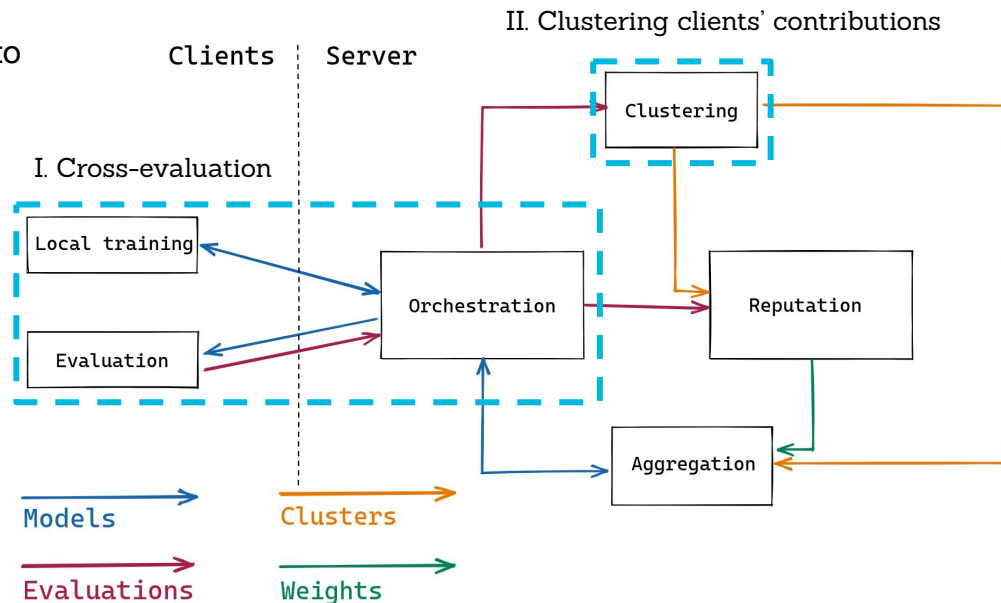 II. Clustering clients’ contributions
to
Clients
Server
Clustering
I. Cross-evaluation
Local training
Orchestration
Reputation
Evaluation
Aggregation
Models
Clusters
Evaluations
Weights